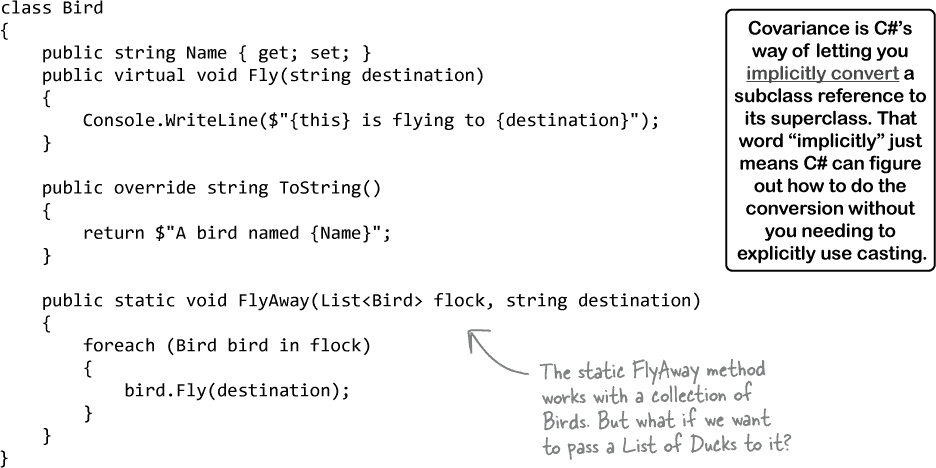 class Bird
{
    public string Name { get; set; }
    public virtual void Fly(string destination)
    {
        Console.WriteLine($"{this} is flying to {destination}");
    }

    public override string ToString()
    {
        return $"A bird named {Name}";
    }

    public static void FlyAway(List<Bird> flock, string destination)
    {
        foreach (Bird bird in flock)
        {
            bird.Fly(destination);
        }
    }
}
Covariance is C#’s
way of letting you
implicitly convert a
subclass reference to
its superclass. That
word “implicitly” just
means C# can figure
out how to do the
conversion without
you needing to
explicitly use casting.
The static FlyAway method
works with a collection of
Birds. But what if we want
to pass a List of Ducks to it?